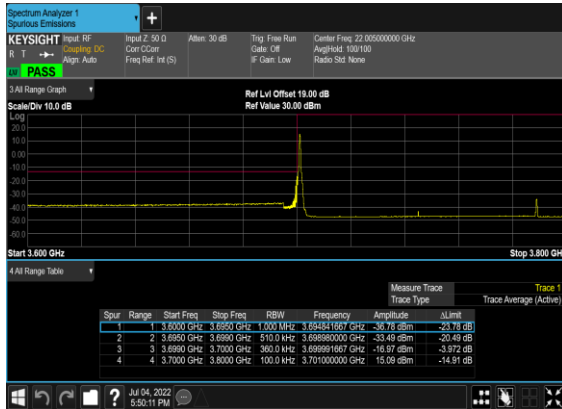 Spectrum Analyzer 1
Spurious Emissions
+
KEYSIGHT Input: RF Input Z: 50 Ω Atten: 30 dB Trig: Free Run Center Freq: 22.005000000 GHz
R T Coupling: DC Corr CCorr Gate: Off Avg|Hold: 100/100
Align: Auto Freq Ref: Int (S) IF Gain: Low Radio Std: None
LU PASS
3 All Range Graph
Ref Lvl Offset 19.00 dB
Scale/Div 10.0 dB Ref Value 30.00 dBm
Log
20.0
10.0
0.00
-10.0
-20.0
-30.0
-40.0
-50.0
-60.0
Start 3.600 GHz Stop 3.800 GH
4 All Range Table
Measure Trace Trace 1
Trace Type Trace Average (Active)
Spur Range Start Freq Stop Freq RBW Frequency Amplitude ΔLimit
1 1 3.6000 GHz 3.6950 GHz 1.000 MHz 3.694841667 GHz -36.78 dBm -23.78 dB
2 2 3.6950 GHz 3.6990 GHz 510.0 kHz 3.698980000 GHz -33.49 dBm -20.49 dB
3 3 3.6990 GHz 3.7000 GHz 360.0 kHz 3.699991667 GHz -16.97 dBm -3.972 dB
4 4 3.7000 GHz 3.8000 GHz 100.0 kHz 3.701000000 GHz 15.09 dBm -14.91 dB
? Jul 04, 2022
5:50:11 PM